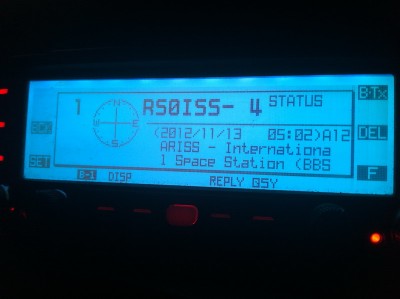 1 RS0ISS- 4 STATUS BTX
N
W E
S
(2012/11/13 05:02)A12 DEL
ARISS - Internationa
1 Space Station (BBS
SET F
DISP REPLY QSY